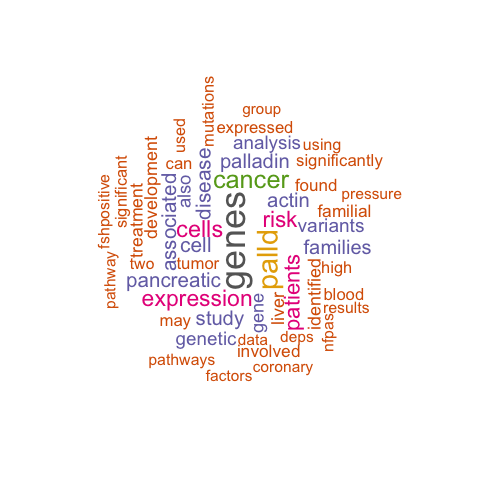 group
expressed
analysis
using
palladin
significantly
cancer
found
pressure
actin
familial
risk
variants
families
genes
palld
patients
identified
high
blood
results
nfpas
liver
gene
deps
data
involved
coronary
factors
pathways
genetic
study
may
expression
pancreatic
tumor
two
cell
cells
associated
disease
also
can
used
mutations
development
treatment
significant
fshpositive
pathway